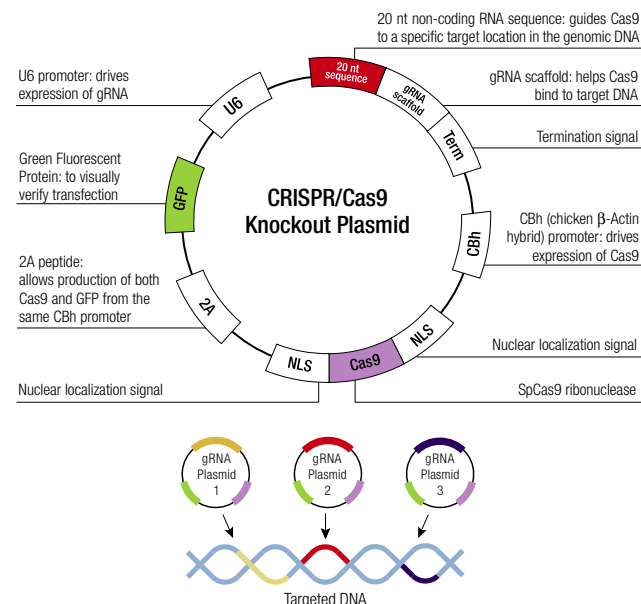 20 nt non-coding RNA sequence: guides Cas9
to a specific target location in the genomic DNA
U6 promoter: drives
expression of gRNA
gRNA scaffold: helps Cas9
bind to target DNA
Termination signal
Green Fluorescent
Protein: to visually
verify transfection
CBh (chicken β-Actin
hybrid) promoter: drives
expression of Cas9
2A peptide:
allows production of both
Cas9 and GFP from the
same CBh promoter
Nuclear localization signal
Nuclear localization signal
SpCas9 ribonuclease
CRISPR/Cas9
Knockout Plasmid
20 nt
sequence
gRNA
scaffold
Term
CBh
NLS
Cas9
NLS
2A
GFP
U6
gRNA
Plasmid
1
gRNA
Plasmid
2
gRNA
Plasmid
3
Targeted DNA